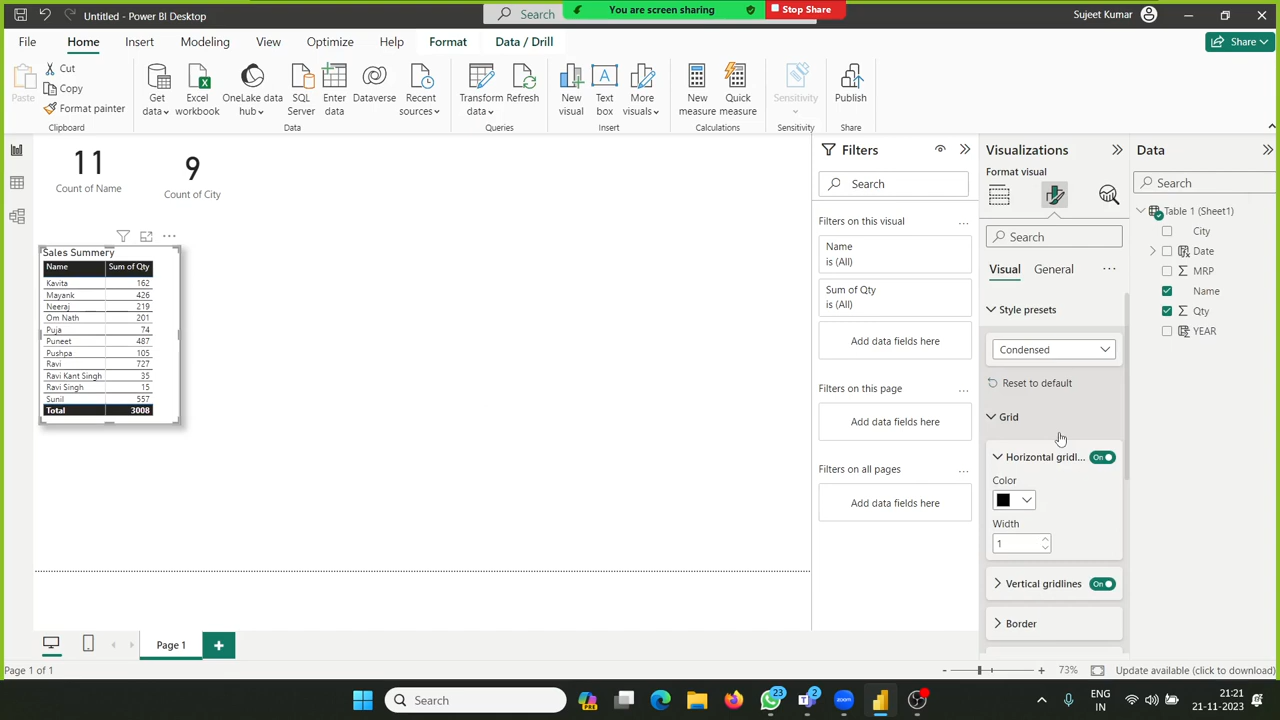 Untitled - Power BI Desktop
Search
You are screen sharing
Stop Share
Sujeet Kumar
File Home Insert Modeling View Optimize Help Format Data / Drill
Share
Paste
Cut
Copy
Format painter
Clipboard
Get data
Excel workbook
OneLake data hub
SQL Server
Enter data
Dataverse
Recent sources
Data
Transform data
Refresh
Queries
New visual
Text box
More visuals
Insert
New measure
Quick measure
Calculations
Sensitivity
Sensitivity
Publish
Share
11
Count of Name
9
Count of City
Sales Summery
Name Sum of Qty
Kavita 162
Mayank 426
Neeraj 219
Om Nath 201
Puja 74
Puneet 487
Pushpa 105
Ravi 727
Ravi Kant Singh 35
Ravi Singh 15
Sunil 557
Total 3008
Filters
Search
Filters on this visual
...
Name
is (All)
Sum of Qty
is (All)
Add data fields here
Filters on this page
...
Add data fields here
Filters on all pages
...
Add data fields here
Visualizations
Format visual
Search
Visual General
...
Style presets
Condensed
Reset to default
Grid
Horizontal gridl... On
Color
Width
1
Vertical gridlines On
Border
Data
Search
Table 1 (Sheet1)
City
Date
MRP
Name
Qty
YEAR
Page 1
Page 1 of 1
- + 73%
Update available (click to download)
Search
PRE
23
2
zoom
ENG
IN
21:21
21-11-2023